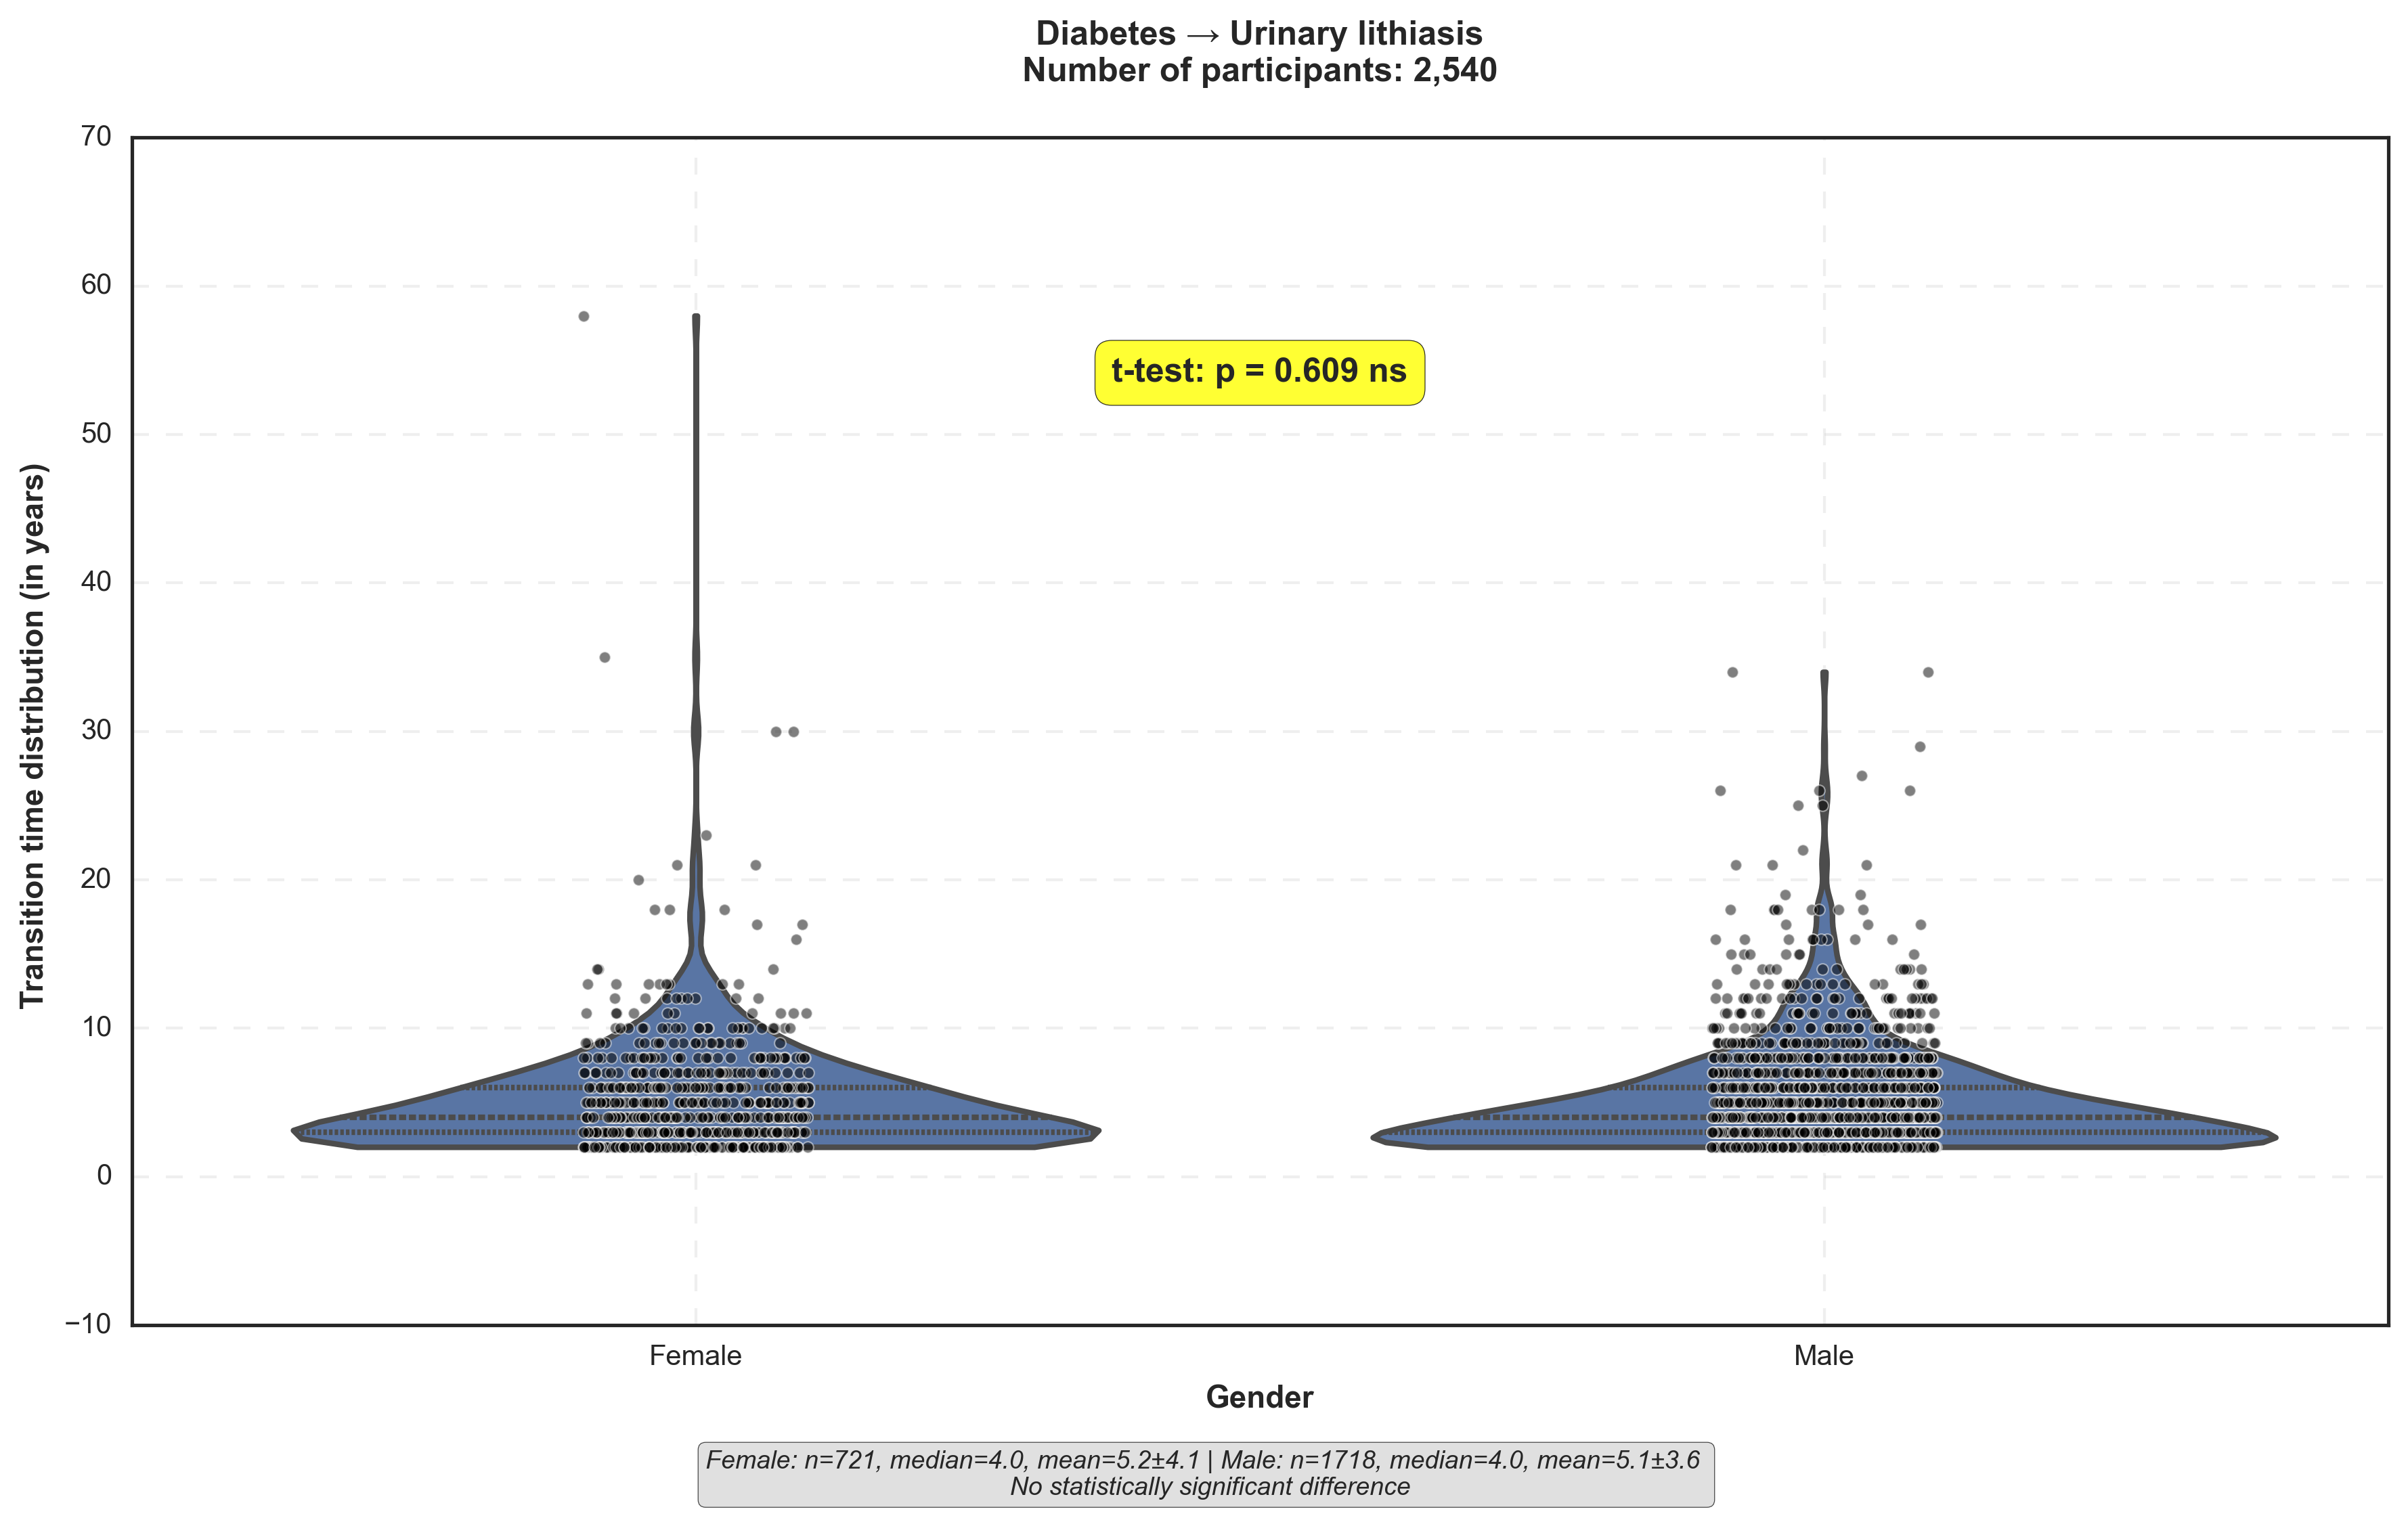 Diabetes → Urinary lithiasis
Number of participants: 2,540
70
60
50
40
30
20
10
0
−10
Transition time distribution (in years)
t-test: p = 0.609 ns
Female
Male
Gender
Female: n=721, median=4.0, mean=5.2±4.1 | Male: n=1718, median=4.0, mean=5.1±3.6
No statistically significant difference